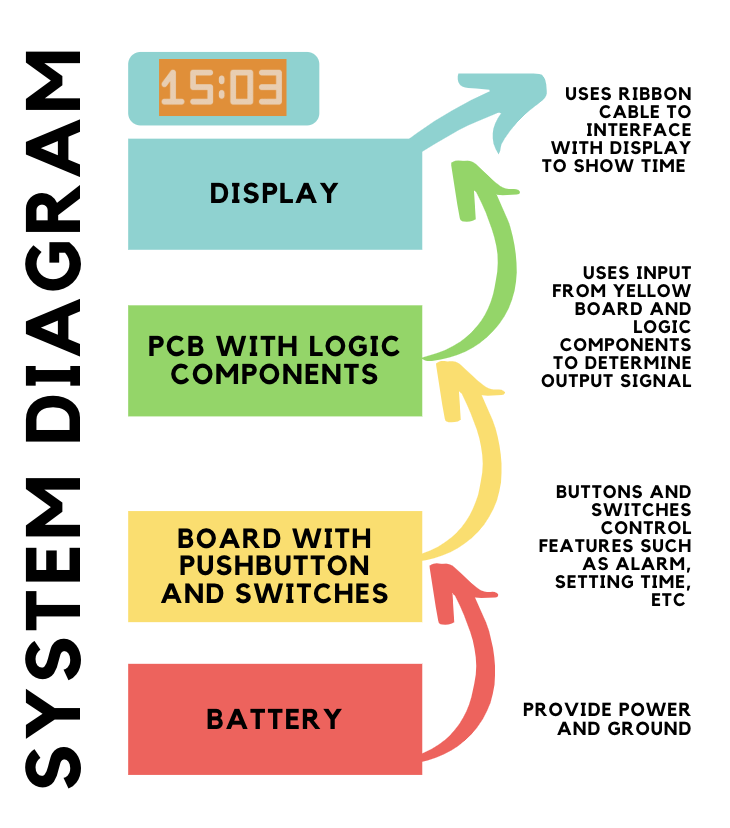 SYSTEM DIAGRAM
15:03
DISPLAY
USES RIBBON
CABLE TO
INTERFACE
WITH DISPLAY
TO SHOW TIME
PCB WITH LOGIC
COMPONENTS
USES INPUT
FROM YELLOW
BOARD AND
LOGIC
COMPONENTS
TO DETERMINE
OUTPUT SIGNAL
BOARD WITH
PUSHBUTTON
AND SWITCHES
BUTTONS AND
SWITCHES
CONTROL
FEATURES SUCH
AS ALARM,
SETTING TIME,
ETC
BATTERY
PROVIDE POWER
AND GROUND